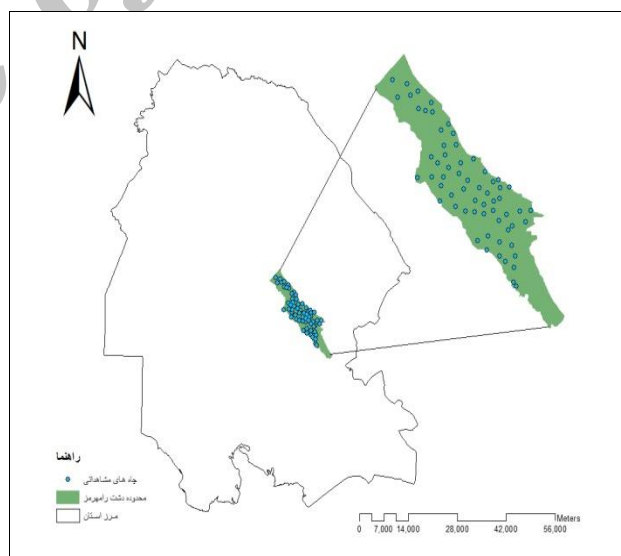 N
راهنما
چاه های مشاهداتی
محدوده دشت رامهرمز
مرز استان
Meters
0 7,000 14,000 28,000 42,000 56,000